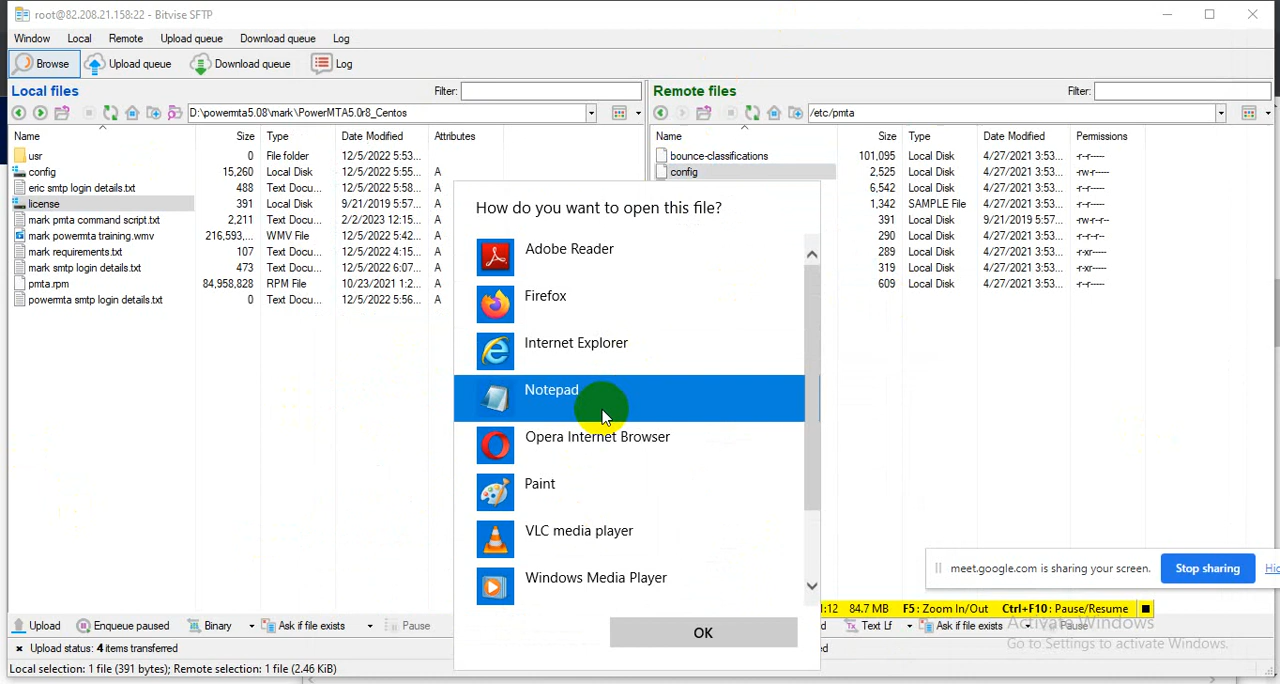 root@82.208.21.158:22 - Bitvise SFTP
Window Local Remote Upload queue Download queue Log
Browse Upload queue Download queue Log
Local files Filter: Remote files Filter:
D:\powermta5.08\mark\PowerMTA5.0r8_Centos /etc/pmta
Name Size Type Date Modified Attributes Name Size Type Date Modified Permissions
usr 0 File folder 12/5/2022 5:53... bounce-classifications 101,095 Local Disk 4/27/2021 3:53... -r--r-----
config 15,260 Local Disk 12/5/2022 5:55... A config 2,525 Local Disk 4/27/2021 3:53... -rw-r-----
eric smtp login details.txt 488 Text Docu... 12/5/2022 5:58... A 6,542 Local Disk 4/27/2021 3:53... -r--r-----
license 391 Local Disk 9/21/2019 5:57... A 1,342 SAMPLE File 4/27/2021 3:53... -r--r-----
mark pmta command script.txt 2,211 Text Docu... 2/2/2023 12:15... A 391 Local Disk 9/21/2019 5:57... -rw-r--r--
mark powermta training.wmv 216,593,... WMV File 12/5/2022 5:42... A 290 Local Disk 4/27/2021 3:53... -r--r--r--
mark requirements.txt 107 Text Docu... 12/5/2022 4:15... A 289 Local Disk 4/27/2021 3:53... -r-xr-----
mark smtp login details.txt 473 Text Docu... 12/5/2022 6:07... A 319 Local Disk 4/27/2021 3:53... -r-xr-----
pmta.rpm 84,958,828 RPM File 10/23/2021 1:2... A 609 Local Disk 4/27/2021 3:53... -r--r-----
powermta smtp login details.txt 0 Text Docu... 12/5/2022 5:56... A
How do you want to open this file?
Adobe Reader
Firefox
Internet Explorer
Notepad
Opera Internet Browser
Paint
VLC media player
Windows Media Player
OK
meet.google.com is sharing your screen. Stop sharing
:12 84.7 MB F5: Zoom In/Out Ctrl+F10: Pause/Resume
Upload Enqueue paused Binary Ask if file exists Pause Text Lf Ask if file exists Pause
Activate Windows
Go to Settings to activate Windows.
Upload status: 4 items transferred
Local selection: 1 file (391 bytes); Remote selection: 1 file (2.46 KiB)